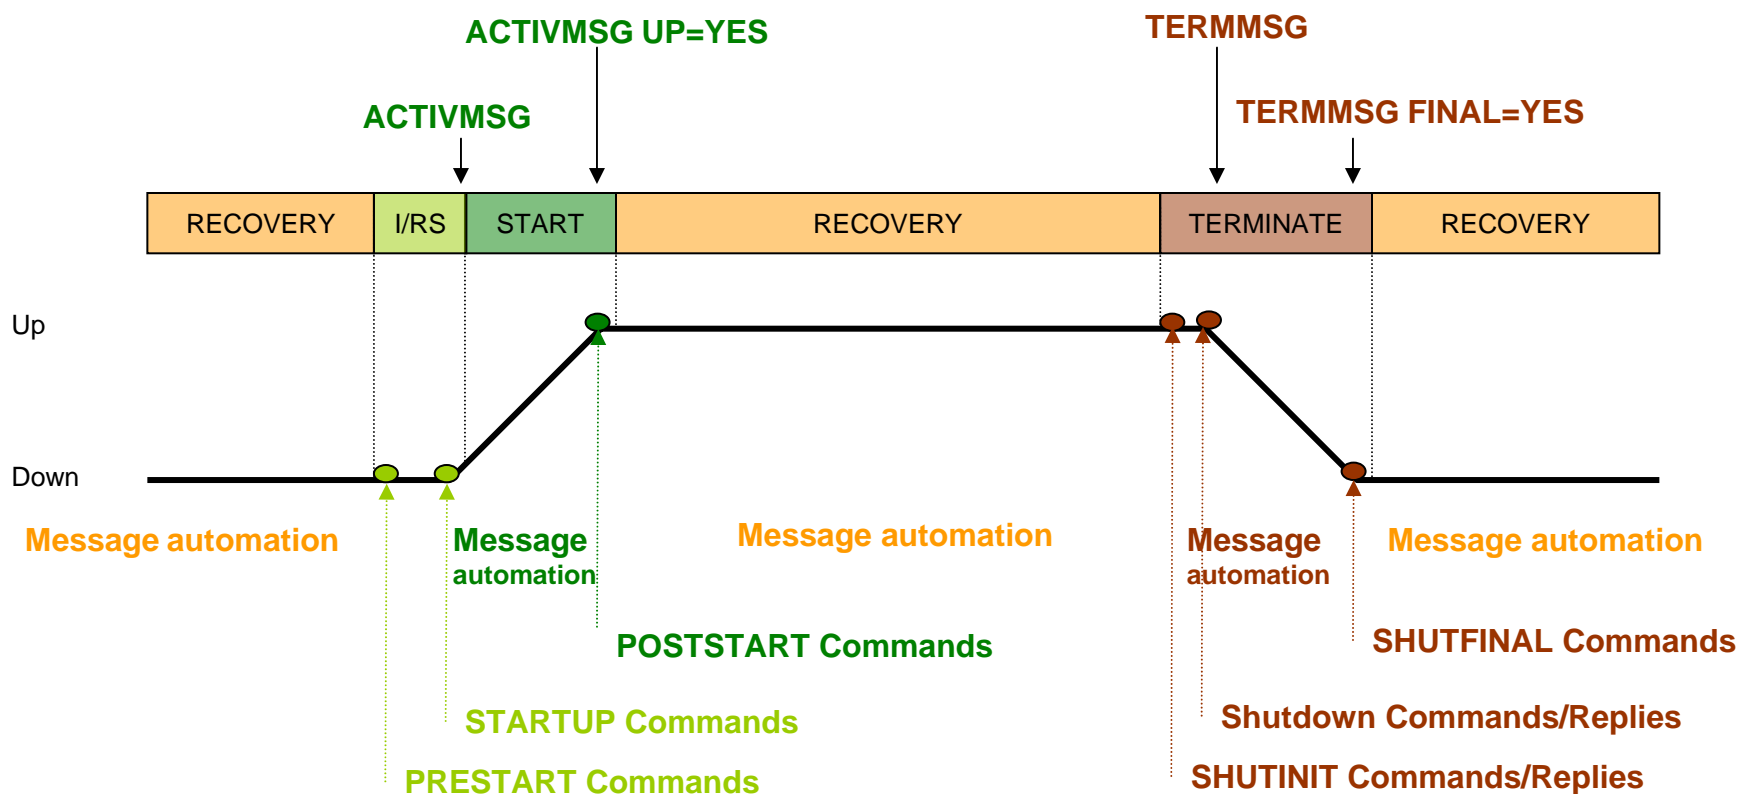 ACTIVMSG UP=YES
TERMMSG
ACTIVMSG
TERMMSG FINAL=YES
RECOVERY
I/RS
START
RECOVERY
TERMINATE
RECOVERY
Up
Down
Message automation
Message
automation
Message automation
Message
automation
Message automation
POSTSTART Commands
SHUTFINAL Commands
STARTUP Commands
Shutdown Commands/Replies
PRESTART Commands
SHUTINIT Commands/Replies